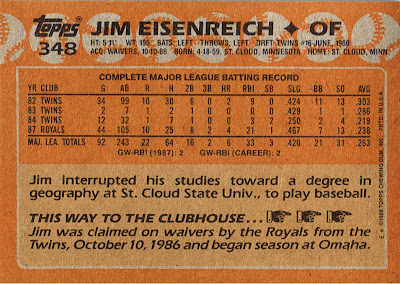 Topps
348
JIM EISENREICH ✦ OF
HT: 5'11" WT: 195 BATS: LEFT THROWS: LEFT DRFT: TWINS #16-JUNE, 1980
ACQ: WAIVERS, 10-10-86 BORN: 4-18-59, ST. CLOUD, MINNESOTA HOME: ST. CLOUD, MINN.
COMPLETE MAJOR LEAGUE BATTING RECORD
YR CLUB G AB R H 2B 3B HR RBI SB SLG BB SO AVG
82 TWINS 34 99 10 30 6 0 2 9 0 .424 11 13 .303
83 TWINS 2 7 1 2 1 0 0 0 0 .429 1 1 .286
84 TWINS 12 32 1 7 1 0 0 3 2 .250 2 4 .219
87 ROYALS 44 105 10 25 8 2 4 21 1 .467 7 13 .238
MAJ. LEA. TOTALS 92 243 22 64 16 2 6 33 3 .420 21 31 .263
GW-RBI (1987): 2 GW-RBI (CAREER): 2
Jim interrupted his studies toward a degree in
geography at St. Cloud State Univ., to play baseball.
THIS WAY TO THE CLUBHOUSE...
Jim was claimed on waivers by the Royals from the
Twins, October 10, 1986 and began season at Omaha.
E ★ © 1988 TOPPS CHEWING GUM, INC. PRTD. IN U.S.A.